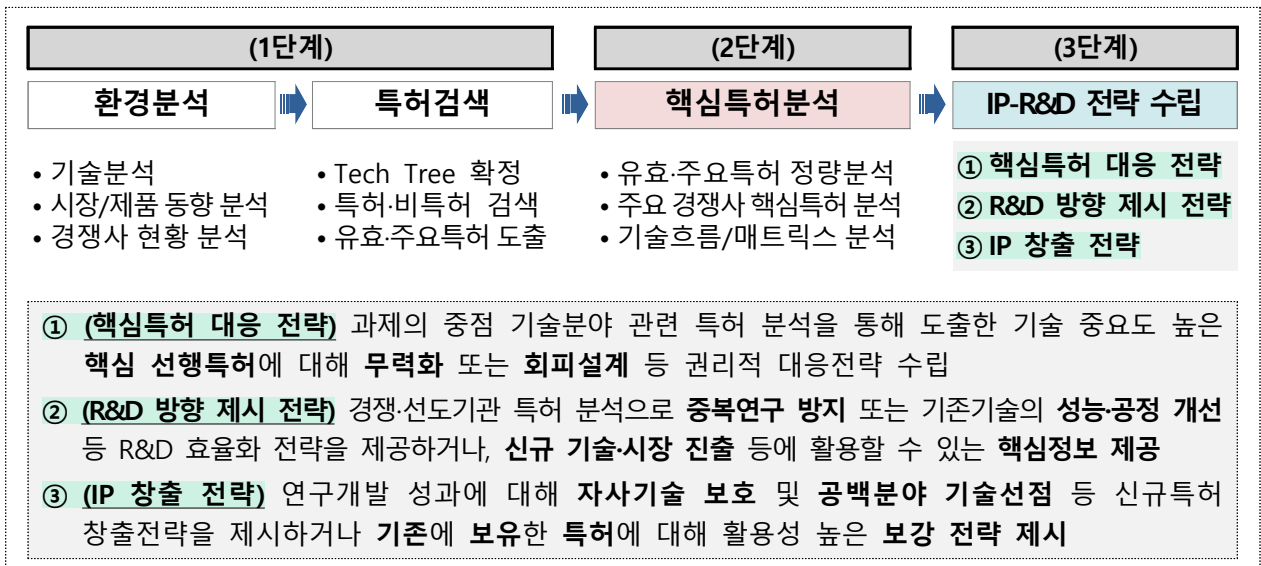 (1단계)
(2단계)
(3단계)
환경분석
특허검색
핵심특허분석
IP-R&D 전략 수립
• 기술분석
• 시장/제품 동향 분석
• 경쟁사 현황 분석
• Tech Tree 확정
• 특허·비특허 검색
• 유효·주요특허 도출
• 유효·주요특허 정량분석
• 주요 경쟁사 핵심특허 분석
• 기술흐름/매트릭스 분석
① 핵심특허 대응 전략
② R&D 방향 제시 전략
③ IP 창출 전략
① (핵심특허 대응 전략) 과제의 중점 기술분야 관련 특허 분석을 통해 도출한 기술 중요도 높은
핵심 선행특허에 대해 무력화 또는 회피설계 등 권리적 대응전략 수립
② (R&D 방향 제시 전략) 경쟁·선도기관 특허 분석으로 중복연구 방지 또는 기존기술의 성능·공정 개선
등 R&D 효율화 전략을 제공하거나, 신규 기술·시장 진출 등에 활용할 수 있는 핵심정보 제공
③ (IP 창출 전략) 연구개발 성과에 대해 자사기술 보호 및 공백분야 기술선점 등 신규특허
창출전략을 제시하거나 기존에 보유한 특허에 대해 활용성 높은 보강 전략 제시